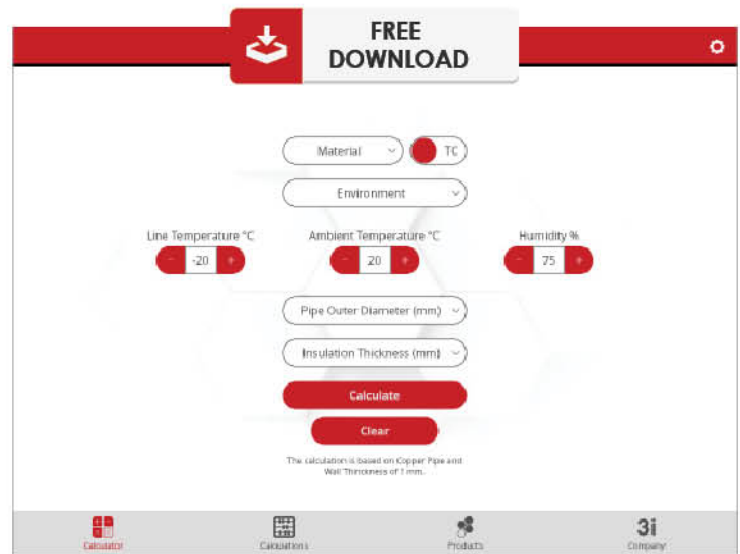 FREE
DOWNLOAD
Material
TC
Environment
Line Temperature °C
Ambient Temperature °C
Humidity %
- -20 +
- 20 +
- 75 +
Pipe Outer Diameter (mm)
Insulation Thickness (mm)
Calculate
Clear
The calculation is based on Copper Pipe and
Wall Thinckness of 1 mm.
Calculator
Calculations
Products
3i
Company